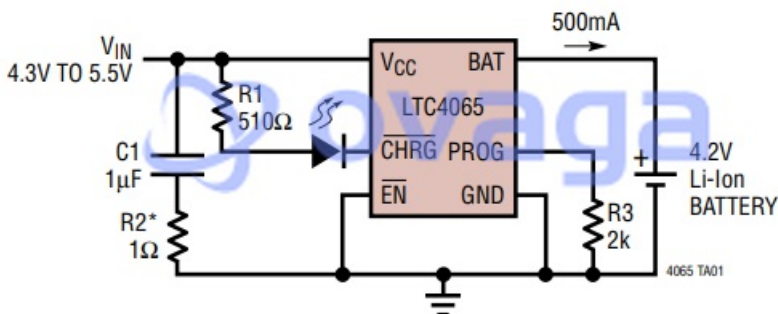 500mA
VIN
4.3V TO 5.5V
VCC
BAT
R1
510Ω
LTC4065
ovaga
C1
1µF
CHRG
PROG
+
4.2V
Li-Ion
BATTERY
R2*
1Ω
EN
GND
R3
2k
4065 TA01